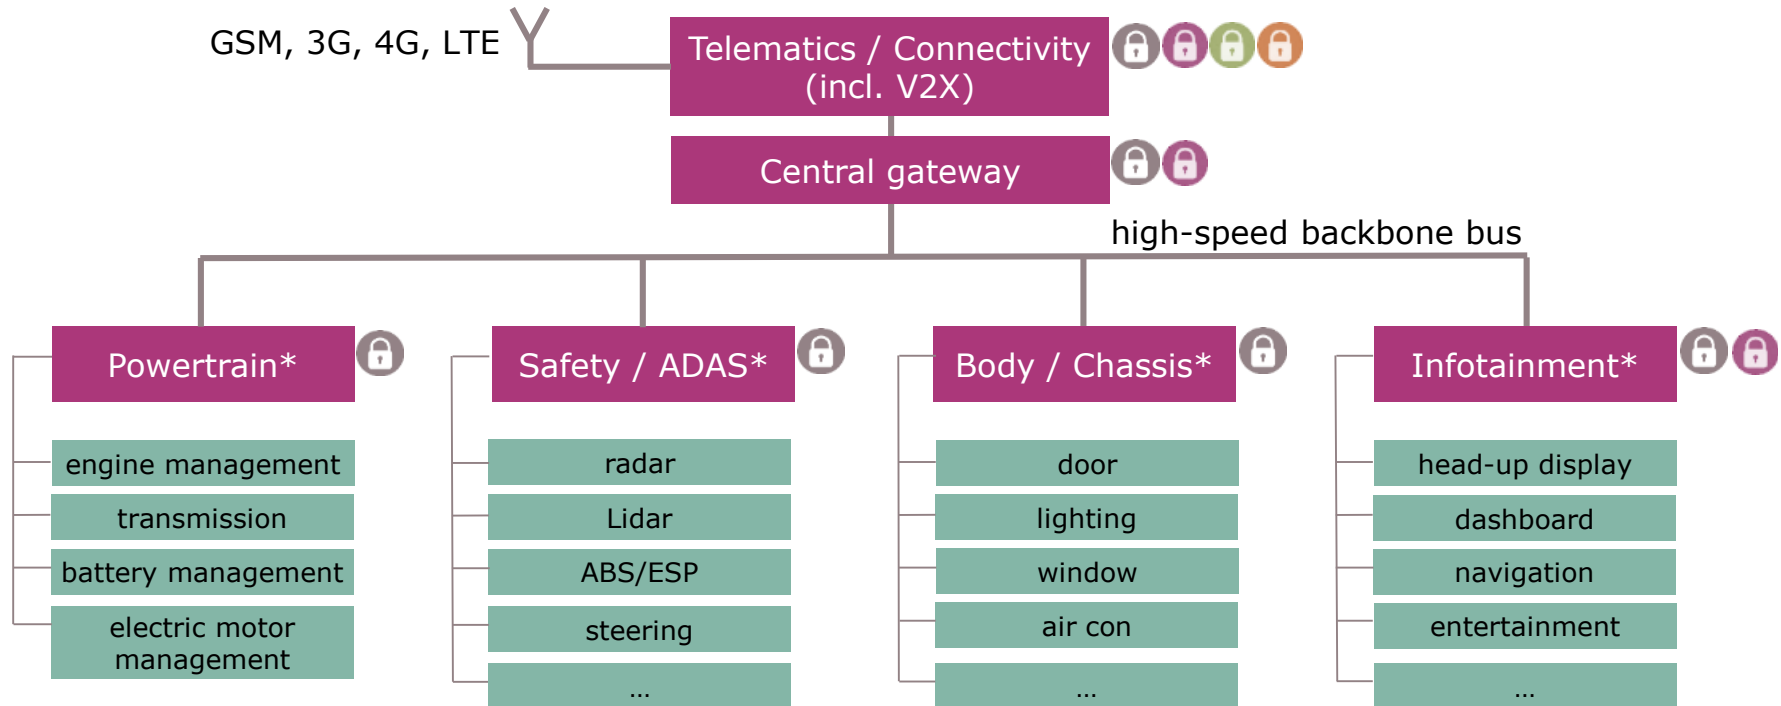 GSM, 3G, 4G, LTE
Telematics / Connectivity
(incl. V2X)
Central gateway
high-speed backbone bus
Powertrain*
Safety / ADAS*
Body / Chassis*
Infotainment*
engine management
transmission
battery management
electric motor
management
radar
Lidar
ABS/ESP
steering
...
door
lighting
window
air con
...
head-up display
dashboard
navigation
entertainment
...